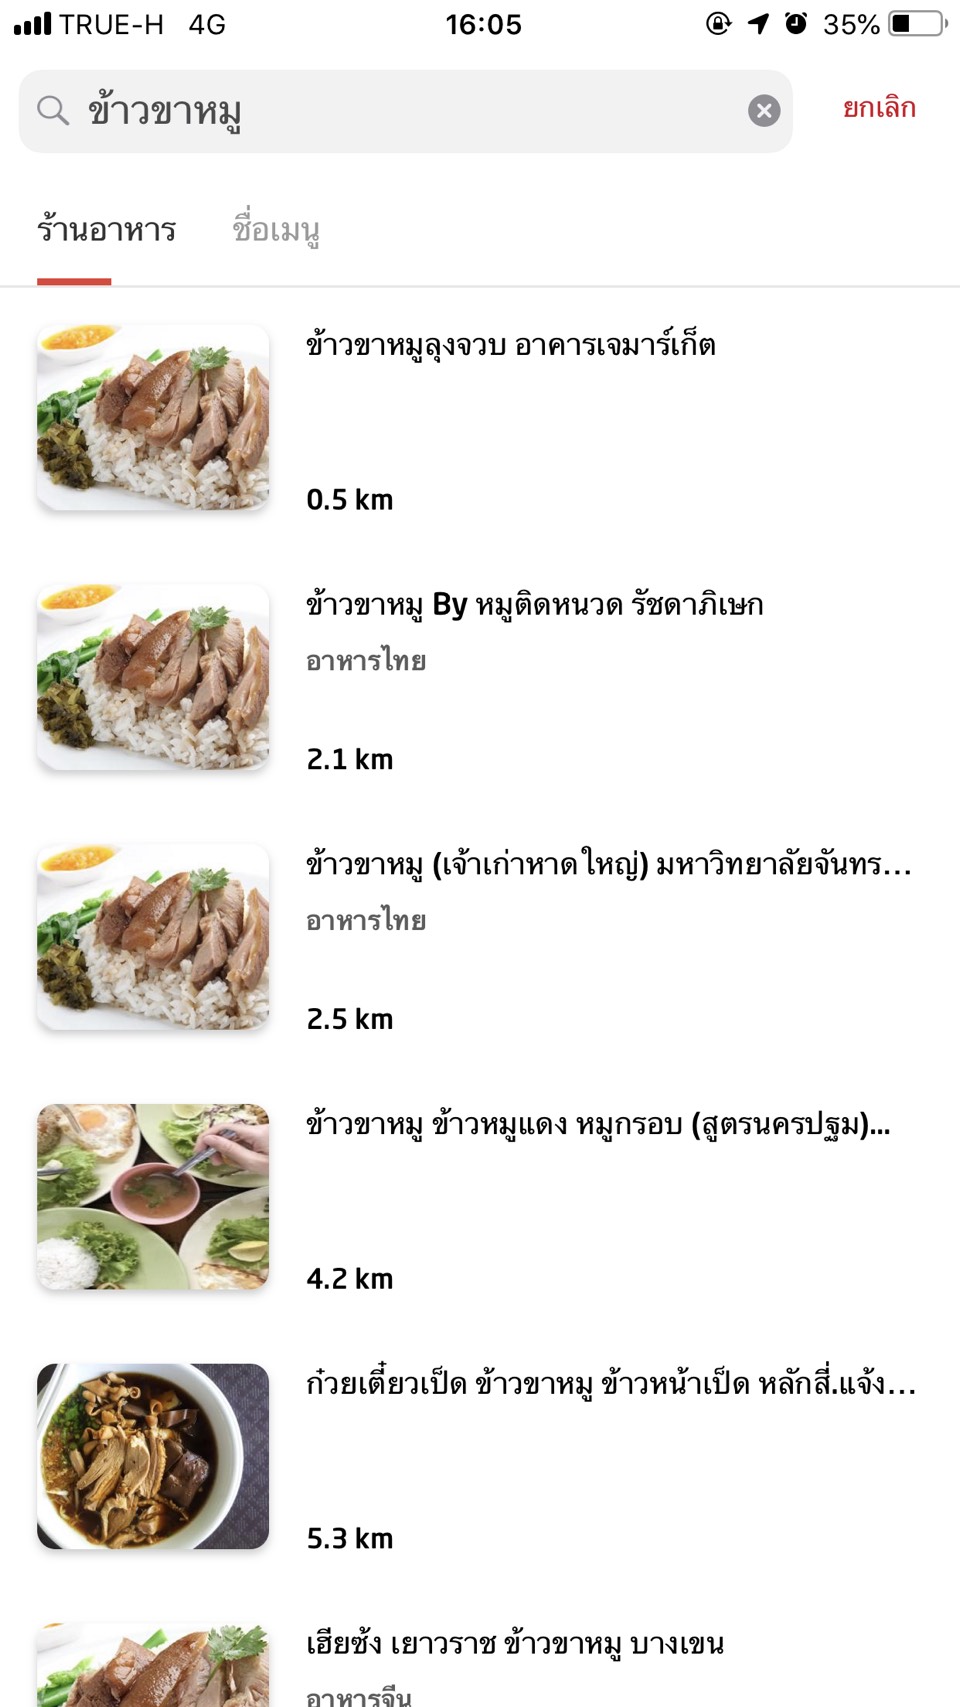 TRUE-H 4G 16:05 35%
ข้าวขาหมู ยกเลิก
ร้านอาหาร ชื่อเมนู
ข้าวขาหมูลุงจวบ อาคารเจมาร์เก็ต
0.5 km
ข้าวขาหมู By หมูติดหนวด รัชดาภิเษก
อาหารไทย
2.1 km
ข้าวขาหมู (เจ้าเก่าหาดใหญ่) มหาวิทยาลัยจันทร...
อาหารไทย
2.5 km
ข้าวขาหมู ข้าวหมูแดง หมูกรอบ (สูตรนครปฐม)...
4.2 km
ก๋วยเตี๋ยวเป็ด ข้าวขาหมู ข้าวหน้าเป็ด หลักสี่.แจ้ง...
5.3 km
เฮียซ้ง เยาวราช ข้าวขาหมู บางเขน
อาหารจีน